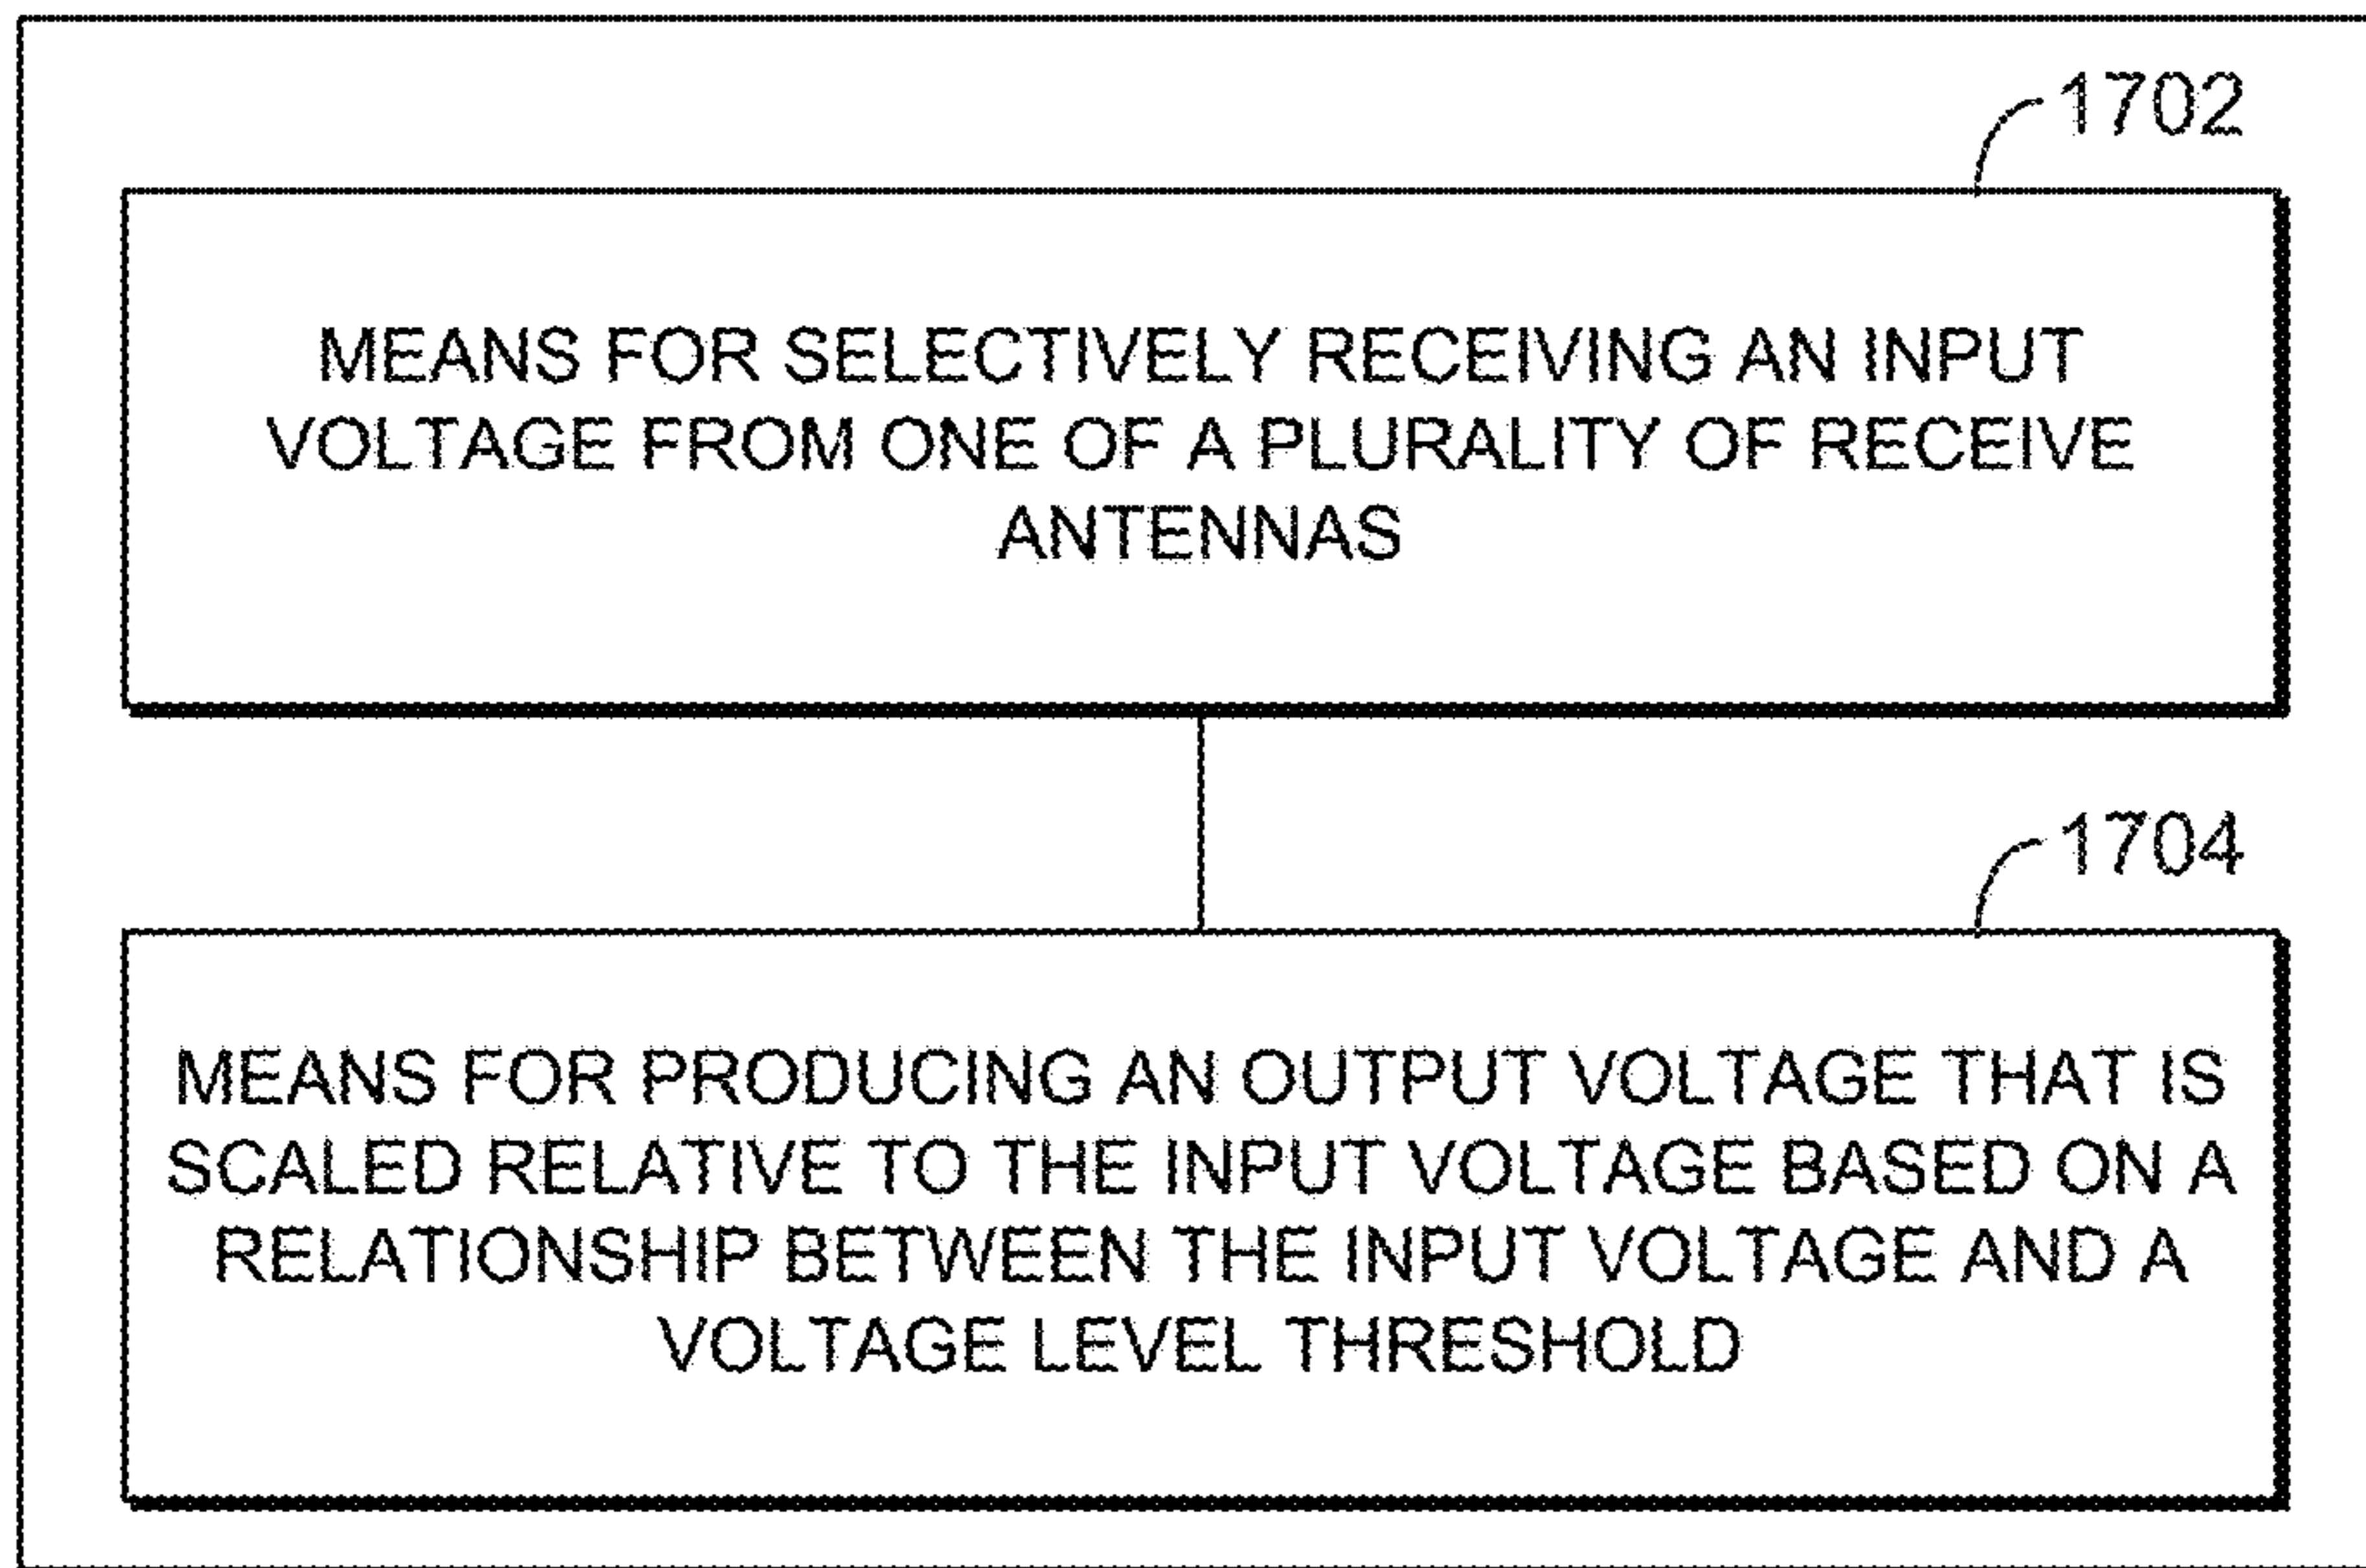 1702
MEANS FOR SELECTIVELY RECEIVING AN INPUT
VOLTAGE FROM ONE OF A PLURALITY OF RECEIVE
ANTENNAS
1704
MEANS FOR PRODUCING AN OUTPUT VOLTAGE THAT IS
SCALED RELATIVE TO THE INPUT VOLTAGE BASED ON A
RELATIONSHIP BETWEEN THE INPUT VOLTAGE AND A
VOLTAGE LEVEL THRESHOLD